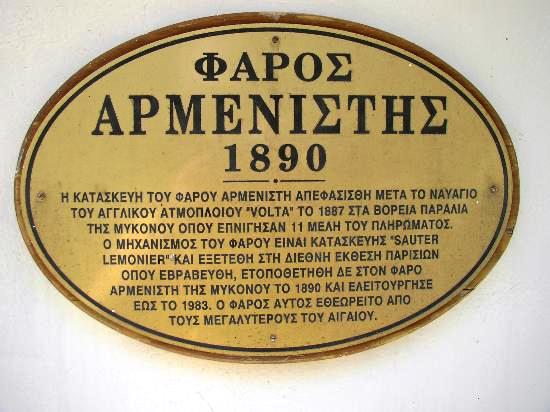 ΦΑΡΟΣ
ΑΡΜΕΝΙΣΤΗΣ
1890
Η ΚΑΤΑΣΚΕΥΗ ΤΟΥ ΦΑΡΟΥ ΑΡΜΕΝΙΣΤΗ ΑΠΕΦΑΣΙΣΘΗ ΜΕΤΑ ΤΟ ΝΑΥΑΓΙΟ
ΤΟΥ ΑΓΓΛΙΚΟΥ ΑΤΜΟΠΛΟΙΟΥ "VOLTA" ΤΟ 1887 ΣΤΑ ΒΟΡΕΙΑ ΠΑΡΑΛΙΑ
ΤΗΣ ΜΥΚΟΝΟΥ ΟΠΟΥ ΕΠΝΙΓΗΣΑΝ 11 ΜΕΛΗ ΤΟΥ ΠΛΗΡΩΜΑΤΟΣ.
Ο ΜΗΧΑΝΙΣΜΟΣ ΤΟΥ ΦΑΡΟΥ ΕΙΝΑΙ ΚΑΤΑΣΚΕΥΗΣ "SAUTER
LEMONIER" ΚΑΙ ΕΞΕΤΕΘΗ ΣΤΗ ΔΙΕΘΝΗ ΕΚΘΕΣΗ ΠΑΡΙΣΙΩΝ
ΟΠΟΥ ΕΒΡΑΒΕΥΘΗ, ΕΤΟΠΟΘΕΤΗΘΗ ΔΕ ΣΤΟΝ ΦΑΡΟ
ΑΡΜΕΝΙΣΤΗ ΤΗΣ ΜΥΚΟΝΟΥ ΤΟ 1890 ΚΑΙ ΕΛΕΙΤΟΥΡΓΗΣΕ
ΕΩΣ ΤΟ 1983. Ο ΦΑΡΟΣ ΑΥΤΟΣ ΕΘΕΩΡΕΙΤΟ ΑΠΟ
ΤΟΥΣ ΜΕΓΑΛΥΤΕΡΟΥΣ ΤΟΥ ΑΙΓΑΙΟΥ.